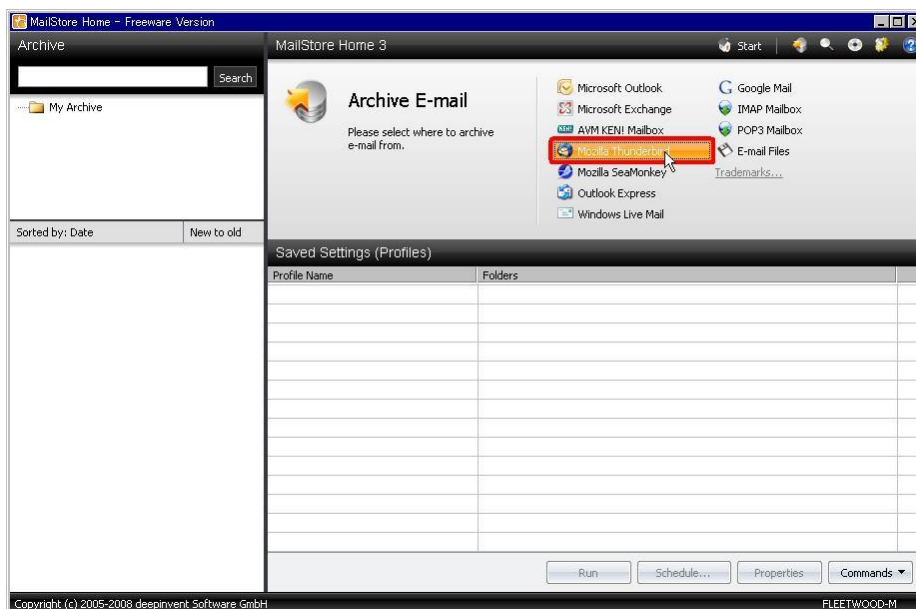 MailStore Home - Freeware Version
Archive
Search
My Archive
Sorted by: Date
New to old
MailStore Home 3
Start
Archive E-mail
Please select where to archive
e-mail from.
Microsoft Outlook
Microsoft Exchange
AVM KEN! Mailbox
Mozilla Thunderbird
Mozilla SeaMonkey
Outlook Express
Windows Live Mail
Google Mail
IMAP Mailbox
POP3 Mailbox
E-mail Files
Trademarks...
Saved Settings (Profiles)
Profile Name
Folders
Run
Schedule...
Properties
Commands
Copyright (c) 2005-2008 deepinvent Software GmbH
FLEETWOOD-M